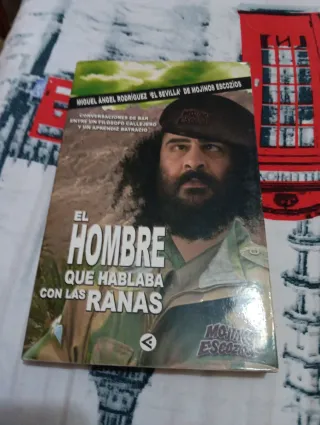 MIGUEL ÁNGEL RODRÍGUEZ 'EL SEVILLA' DE MOJINOS ESCOZÍOS
CONVERSACIONES DE BAR
ENTRE UN FILÓSOFO CALLEJERO
Y UN APRENDIZ BATRAZIO
EL
HOMBRE
QUE HABLABA
CON LAS RANAS
MOJINOS
ESCOZÍOS